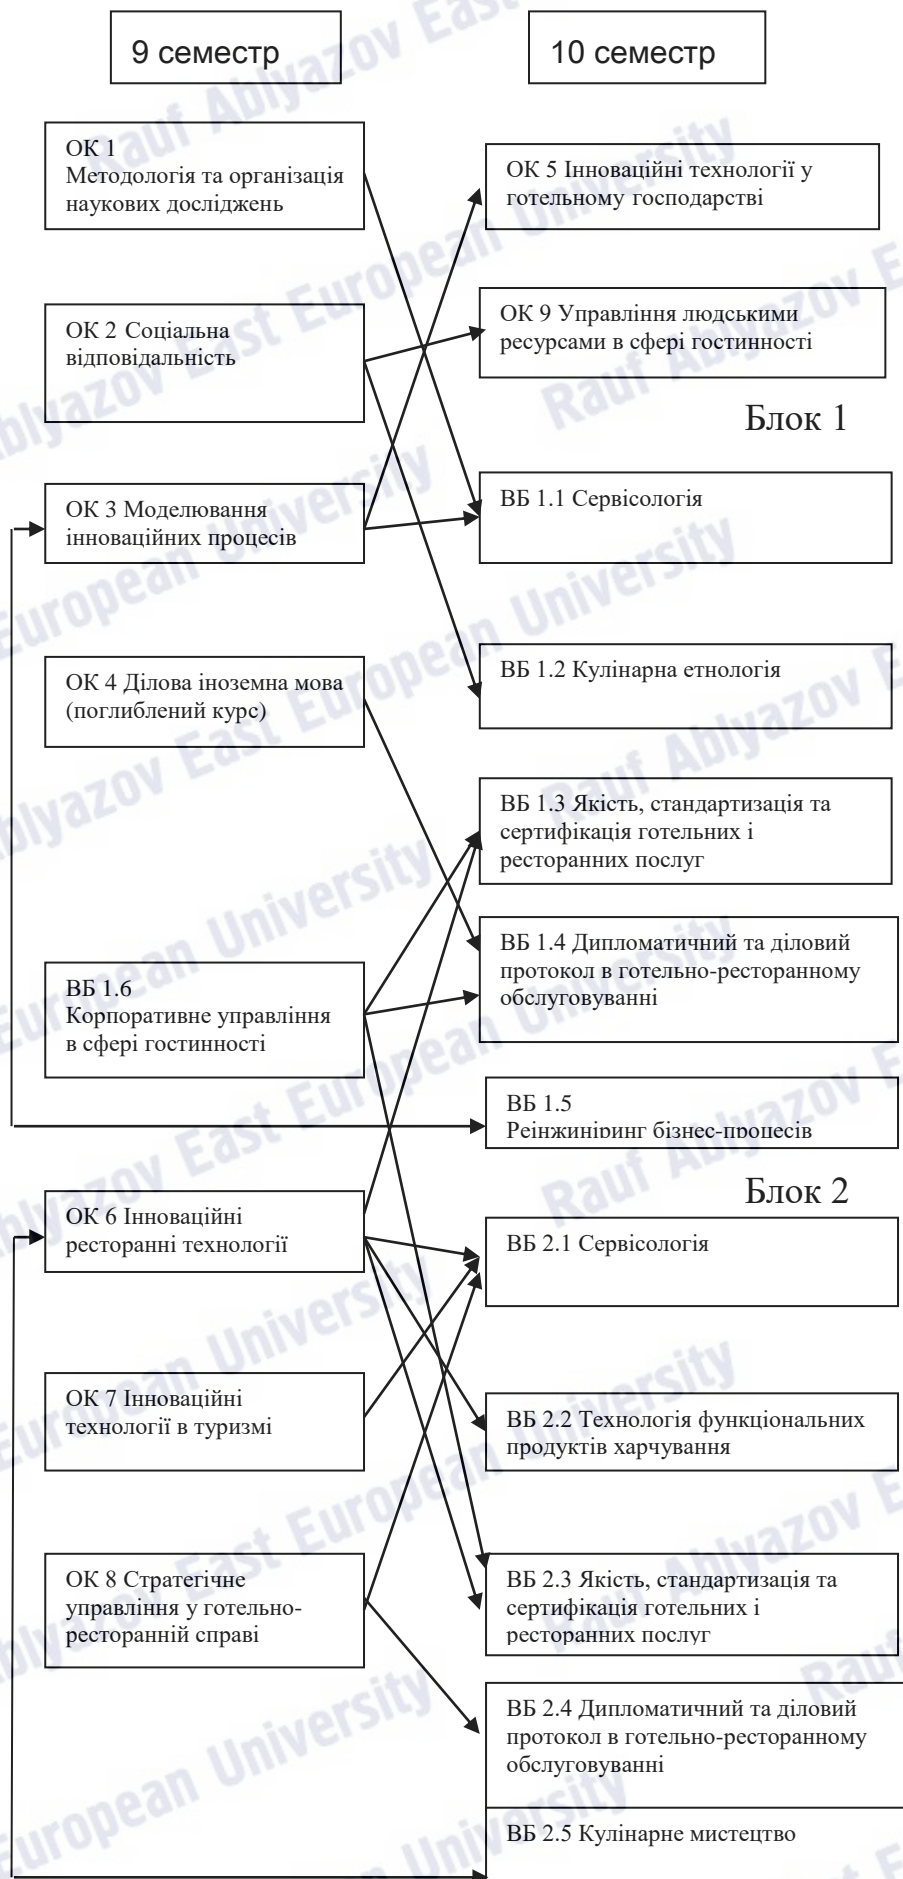 9 семестр
10 семестр
ОК 1
Методологія та організація
наукових досліджень
ОК 2 Соціальна
відповідальність
ОК 3 Моделювання
інноваційних процесів
ОК 4 Ділова іноземна мова
(поглиблений курс)
ВБ 1.6
Корпоративне управління
в сфері гостинності
ОК 6 Інноваційні
ресторанні технології
ОК 7 Інноваційні
технології в туризмі
ОК 8 Стратегічне
управління у готельно-
ресторанній справі
ОК 5 Інноваційні технології у
готельному господарстві
ОК 9 Управління людськими
ресурсами в сфері гостинності
Блок 1
ВБ 1.1 Сервісологія
ВБ 1.2 Кулінарна етнологія
ВБ 1.3 Якість, стандартизація та
сертифікація готельних і
ресторанних послуг
ВБ 1.4 Дипломатичний та діловий
протокол в готельно-ресторанному
обслуговуванні
ВБ 1.5
Реінжиніринг бізнес-процесів
Блок 2
ВБ 2.1 Сервісологія
ВБ 2.2 Технологія функціональних
продуктів харчування
ВБ 2.3 Якість, стандартизація та
сертифікація готельних і
ресторанних послуг
ВБ 2.4 Дипломатичний та діловий
протокол в готельно-ресторанному
обслуговуванні
ВБ 2.5 Кулінарне мистецтво
Rauf Ablyazov East European University